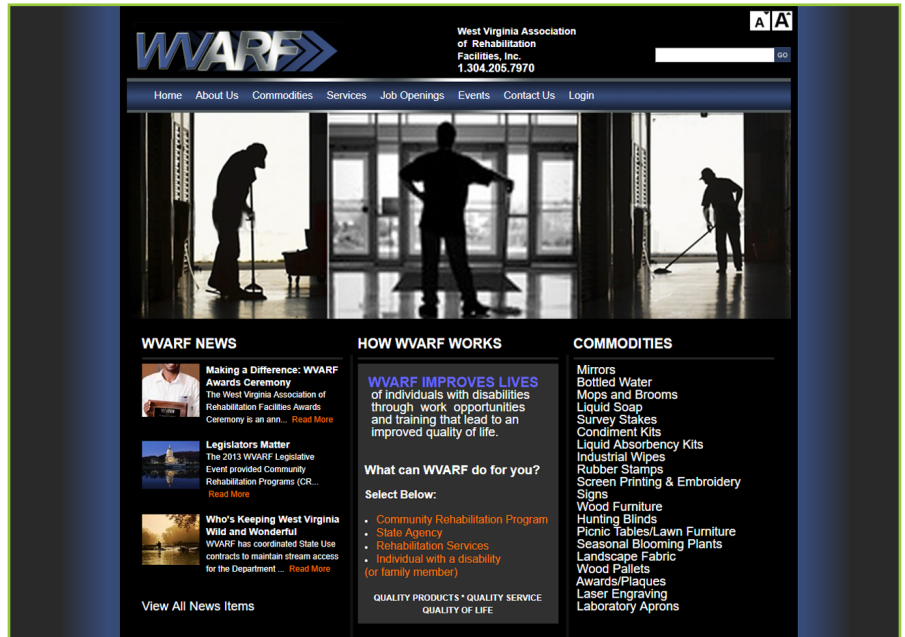 WVARF
West Virginia Association
of Rehabilitation
Facilities, Inc.
1.304.205.7970
A A
GO
Home About Us Commodities Services Job Openings Events Contact Us Login
WVARF NEWS
Making a Difference: WVARF
Awards Ceremony
The West Virginia Association of
Rehabilitation Facilities Awards
Ceremony is an ann... Read More
Legislators Matter
The 2013 WVARF Legislative
Event provided Community
Rehabilitation Programs (CR...
Read More
Who's Keeping West Virginia
Wild and Wonderful
WVARF has coordinated State Use
contracts to maintain stream access
for the Department ... Read More
View All News Items
HOW WVARF WORKS
WVARF IMPROVES LIVES
of individuals with disabilities
through work opportunities
and training that lead to an
improved quality of life.
What can WVARF do for you?
Select Below:
• Community Rehabilitation Program
• State Agency
• Rehabilitation Services
• Individual with a disability
(or family member)
QUALITY PRODUCTS * QUALITY SERVICE
QUALITY OF LIFE
COMMODITIES
Mirrors
Bottled Water
Mops and Brooms
Liquid Soap
Survey Stakes
Condiment Kits
Liquid Absorbency Kits
Industrial Wipes
Rubber Stamps
Screen Printing & Embroidery
Signs
Wood Furniture
Hunting Blinds
Picnic Tables/Lawn Furniture
Seasonal Blooming Plants
Landscape Fabric
Wood Pallets
Awards/Plaques
Laser Engraving
Laboratory Aprons